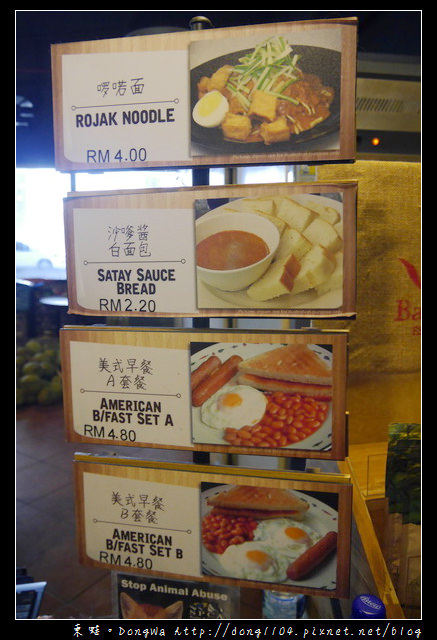 啰喏面
ROJAK NOODLE
RM 4.00
沙嗲酱
白面包
SATAY SAUCE
BREAD
RM 2.20
美式早餐
A套餐
AMERICAN
B/FAST SET A
RM 4.80
美式早餐
B套餐
AMERICAN
B/FAST SET B
RM 4.80
Stop Animal Abuse
Ba
東蛙。DongWa http://dong1104.pixnet.net/blog